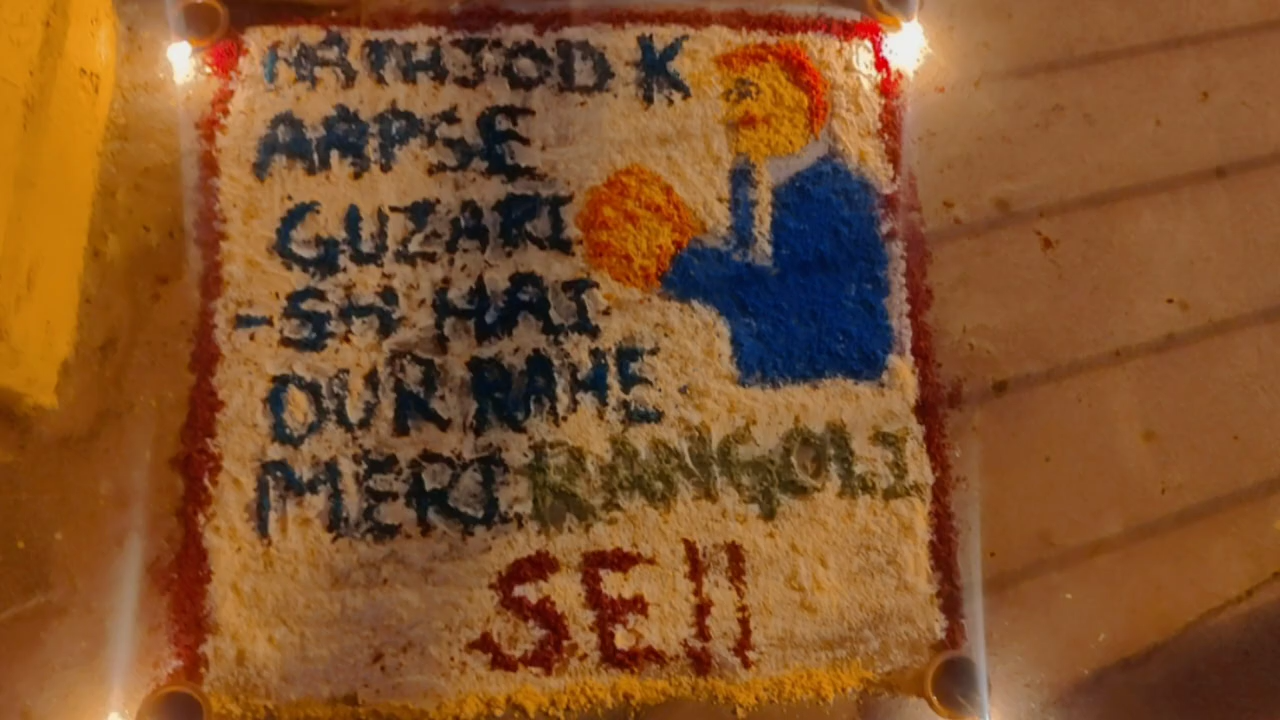 HATHJOD K
AAPSE
GUZARI
-SH HAI
OUR RAHE
MERI RANGOLI
SE!!